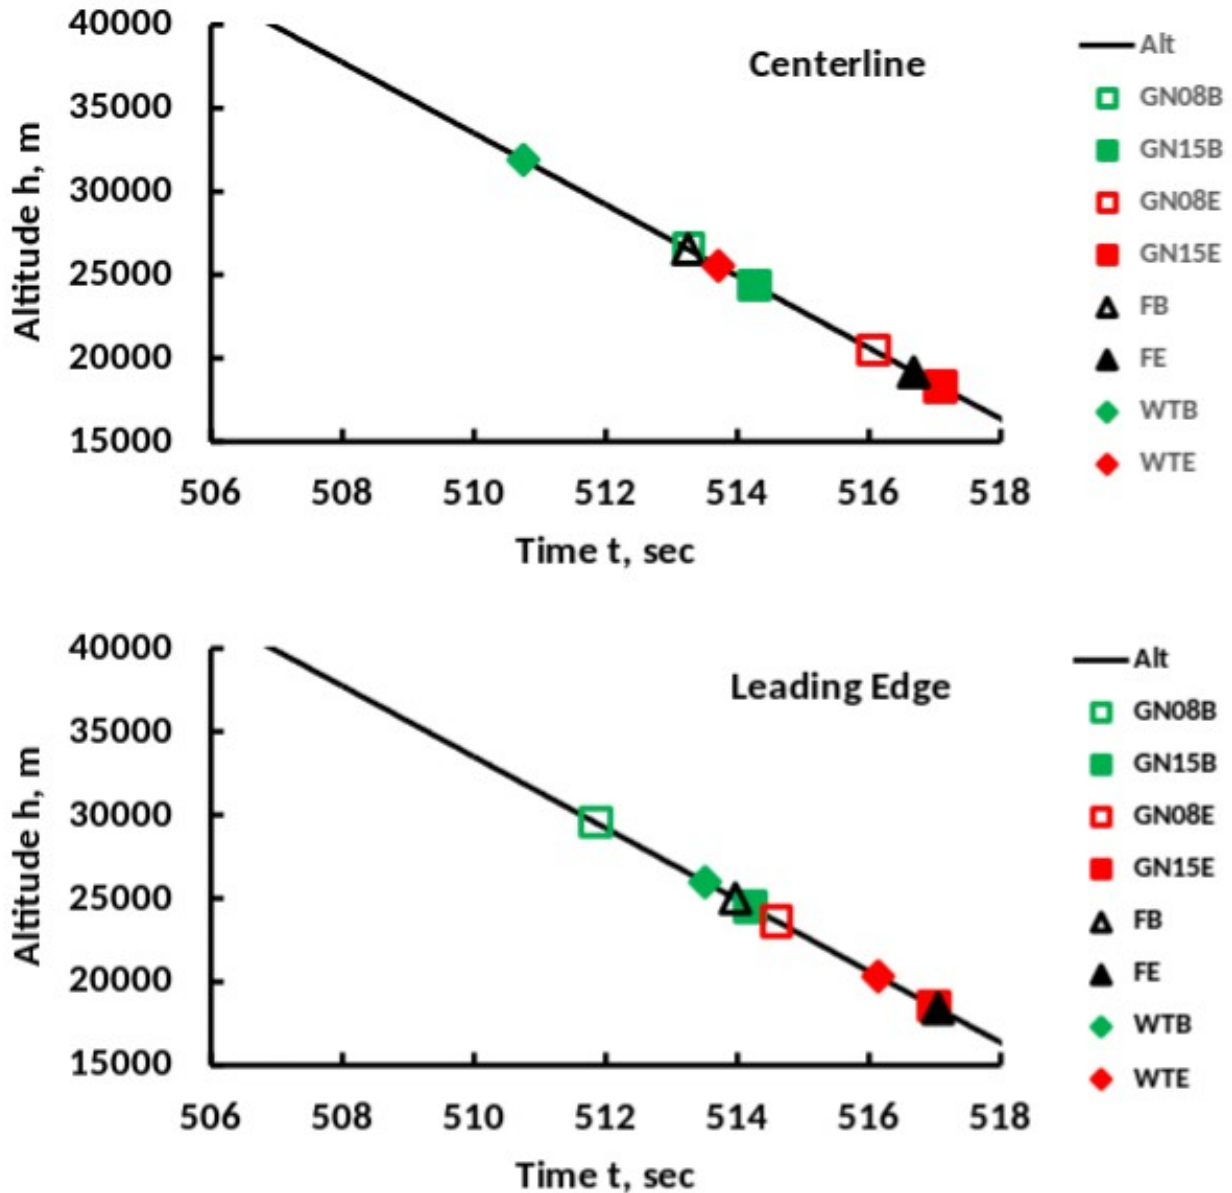 40000
35000
30000
25000
20000
15000
Altitude h, m
506 508 510 512 514 516 518
Time t, sec
Centerline
Alt
GN08B
GN15B
GN08E
GN15E
FB
FE
WTB
WTE
40000
35000
30000
25000
20000
15000
Altitude h, m
506 508 510 512 514 516 518
Time t, sec
Leading Edge
Alt
GN08B
GN15B
GN08E
GN15E
FB
FE
WTB
WTE